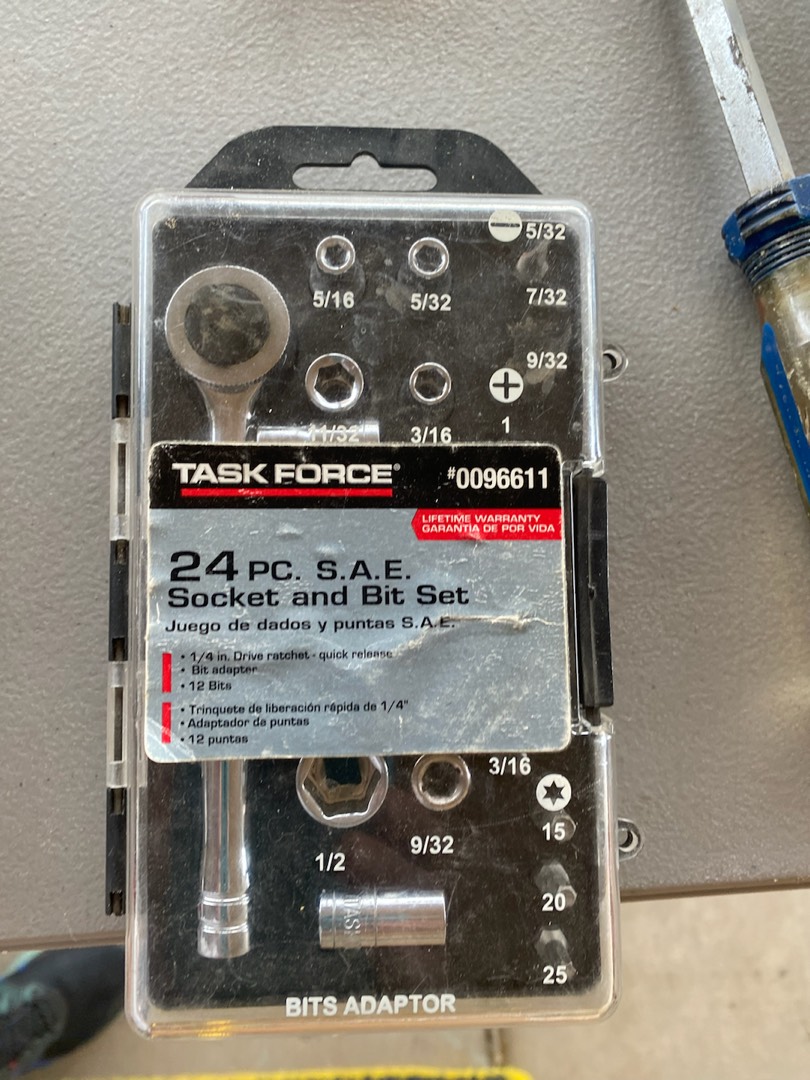 5/32
5/16
5/32
7/32
9/32
11/32
3/16
1
TASK FORCE®
#0096611
LIFETIME WARRANTY
GARANTIA DE POR VIDA
24 PC. S.A.E.
Socket and Bit Set
Juego de dados y puntas S.A.E.
• 1/4 in. Drive ratchet - quick release
• Bit adapter
• 12 Bits
• Trinquete de liberación rápida de 1/4"
• Adaptador de puntas
• 12 puntas
3/16
15
9/32
1/2
20
25
BITS ADAPTOR